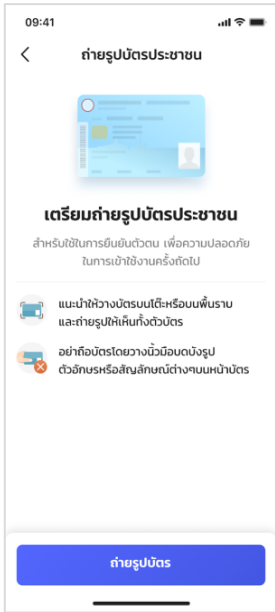 09:41
ถ่ายรูปบัตรประชาชน
เตรียมถ่ายรูปบัตรประชาชน
สำหรับใช้ในการยืนยันตัวตน เพื่อความปลอดภัย
ในการเข้าใช้งานครั้งถัดไป
แนะนำให้วางบัตรบนโต๊ะหรือบนพื้นราบ
และถ่ายรูปให้เห็นทั้งตัวบัตร
อย่าถือบัตรโดยวางนิ้วมือบดบังรูป
ตัวอักษรหรือสัญลักษณ์ต่างๆบนหน้าบัตร
ถ่ายรูปบัตร